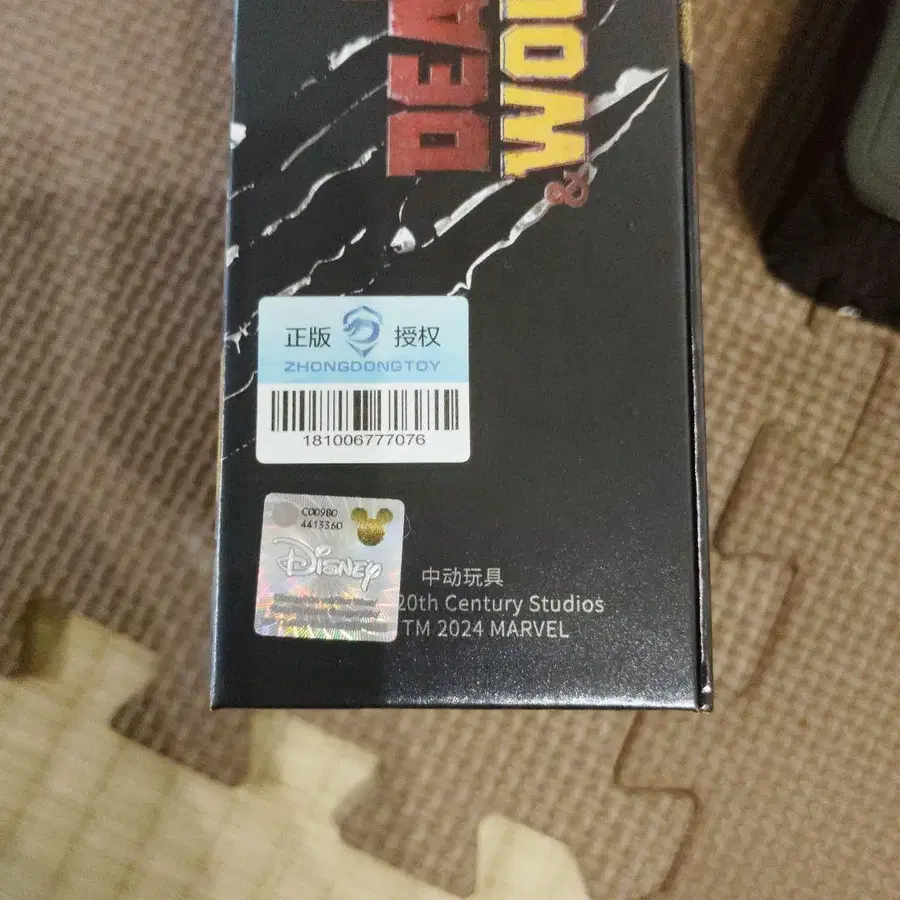 DEA
WO
&
正版 授权
ZHONGDONGTOY
181006777076
C00980
4413360
Disney
中动玩具
20th Century Studios
TM 2024 MARVEL